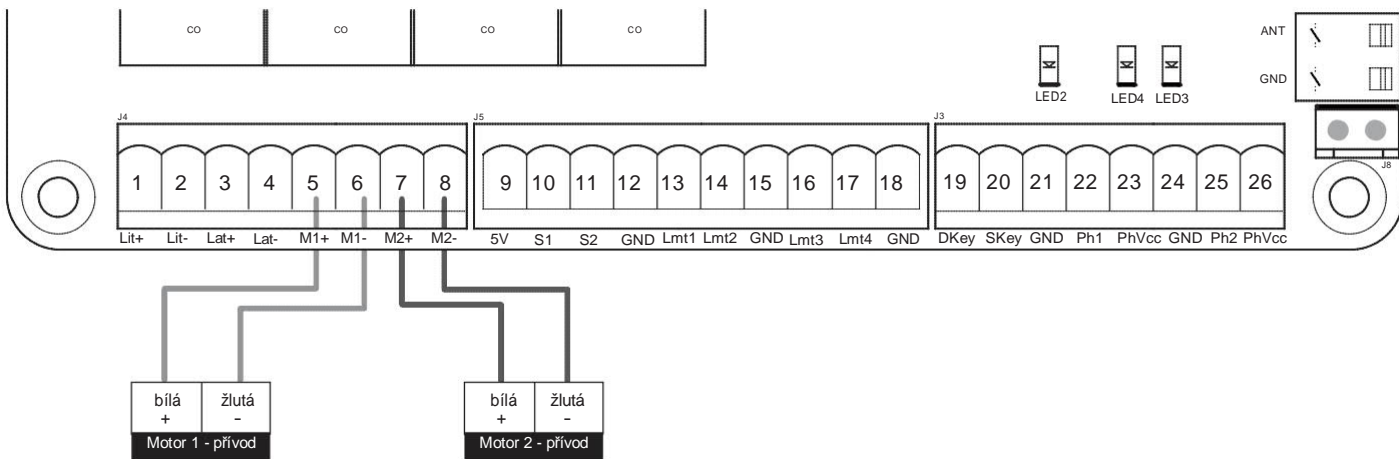 co co co co
ANT
GND
LED2 LED4 LED3
J4 J5 J3
J8
1 2 3 4 5 6 7 8 9 10 11 12 13 14 15 16 17 18 19 20 21 22 23 24 25 26
Lit+ Lit- Lat+ Lat- M1+ M1- M2+ M2- 5V S1 S2 GND Lmt1 Lmt2 GND Lmt3 Lmt4 GND DKey SKey GND Ph1 PhVcc GND Ph2 PhVcc
bílá žlutá bílá žlutá
+ - + -
Motor 1 - přívod Motor 2 - přívod